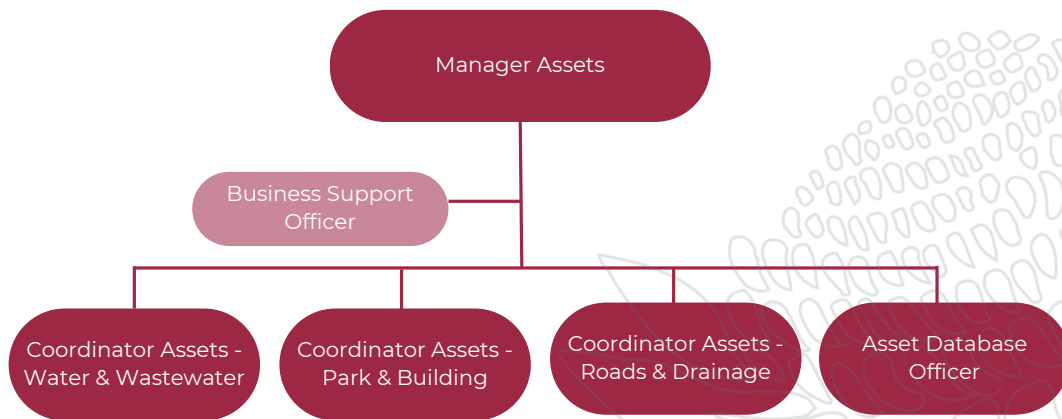 Manager Assets
Business Support
Officer
Coordinator Assets -
Water & Wastewater
Coordinator Assets -
Park & Building
Coordinator Assets -
Roads & Drainage
Asset Database
Officer